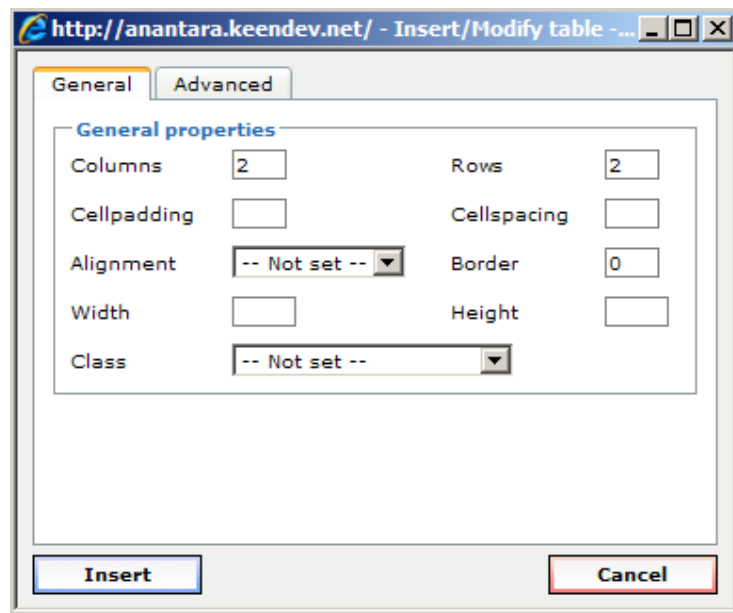 http://anantara.keendev.net/ - Insert/Modify table -...
General Advanced
General properties
Columns 2 Rows 2
Cellpadding Cellspacing
Alignment -- Not set -- Border 0
Width Height
Class -- Not set --
Insert Cancel